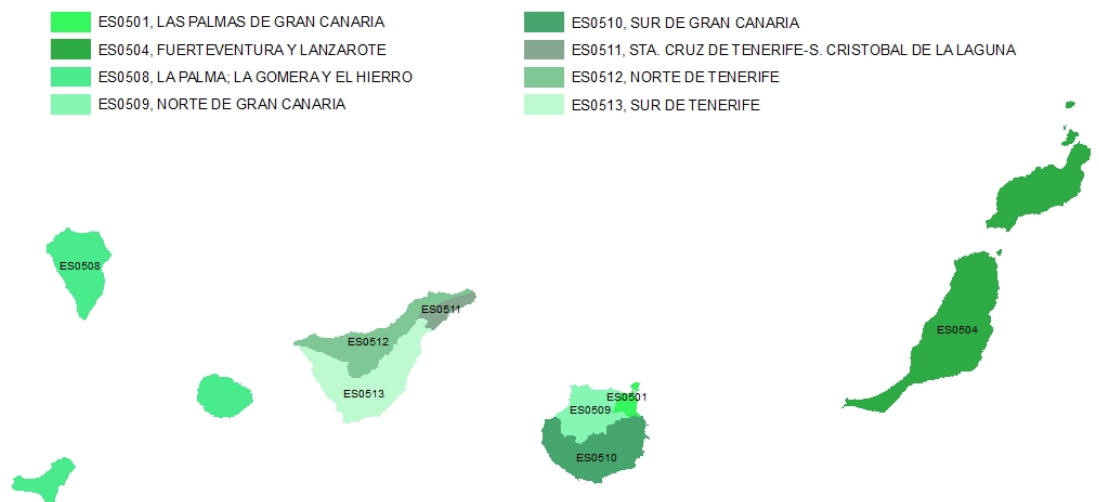 ES0501, LAS PALMAS DE GRAN CANARIA
ES0504, FUERTEVENTURA Y LANZAROTE
ES0508, LA PALMA; LA GOMERA Y EL HIERRO
ES0509, NORTE DE GRAN CANARIA
ES0510, SUR DE GRAN CANARIA
ES0511, STA. CRUZ DE TENERIFE-S. CRISTOBAL DE LA LAGUNA
ES0512, NORTE DE TENERIFE
ES0513, SUR DE TENERIFE
ES0508
ES0511
ES0512
ES0504
ES0513
ES0501
ES0509
ES0510